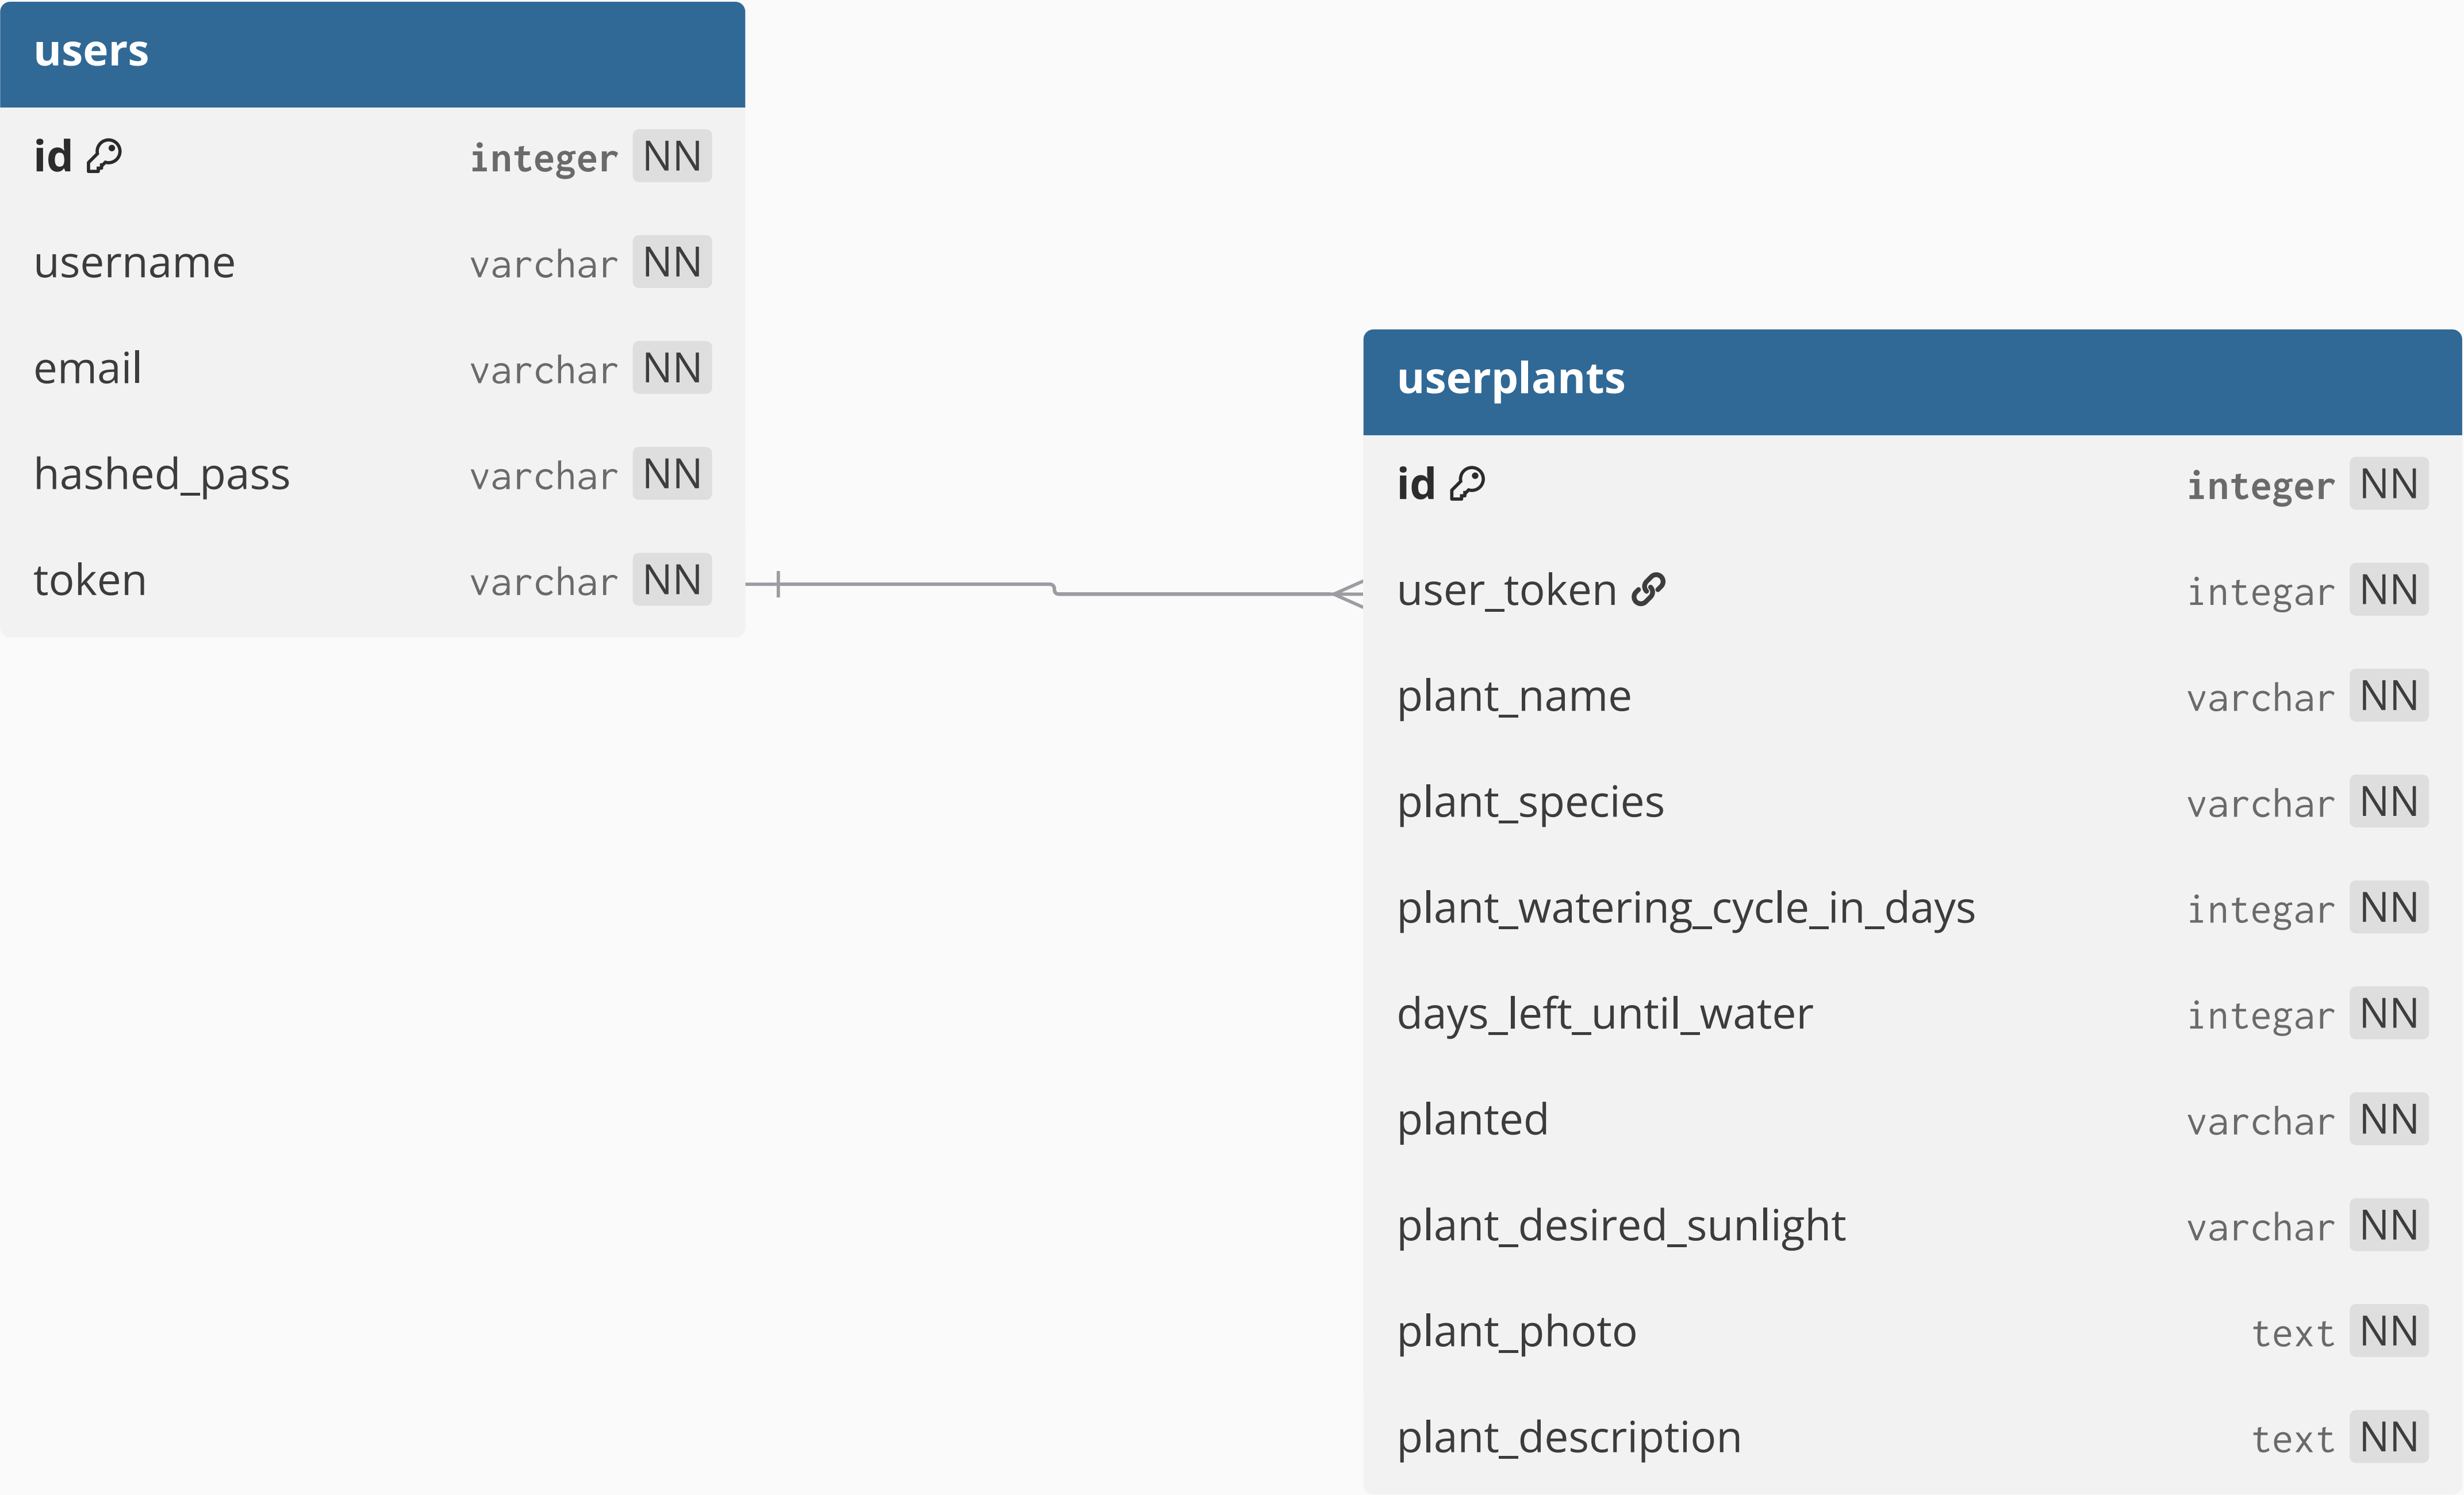 users
id integer NN
username varchar NN
email varchar NN
hashed_pass varchar NN
token varchar NN
userplants
id integer NN
user_token integar NN
plant_name varchar NN
plant_species varchar NN
plant_watering_cycle_in_days integar NN
days_left_until_water integar NN
planted varchar NN
plant_desired_sunlight varchar NN
plant_photo text NN
plant_description text NN